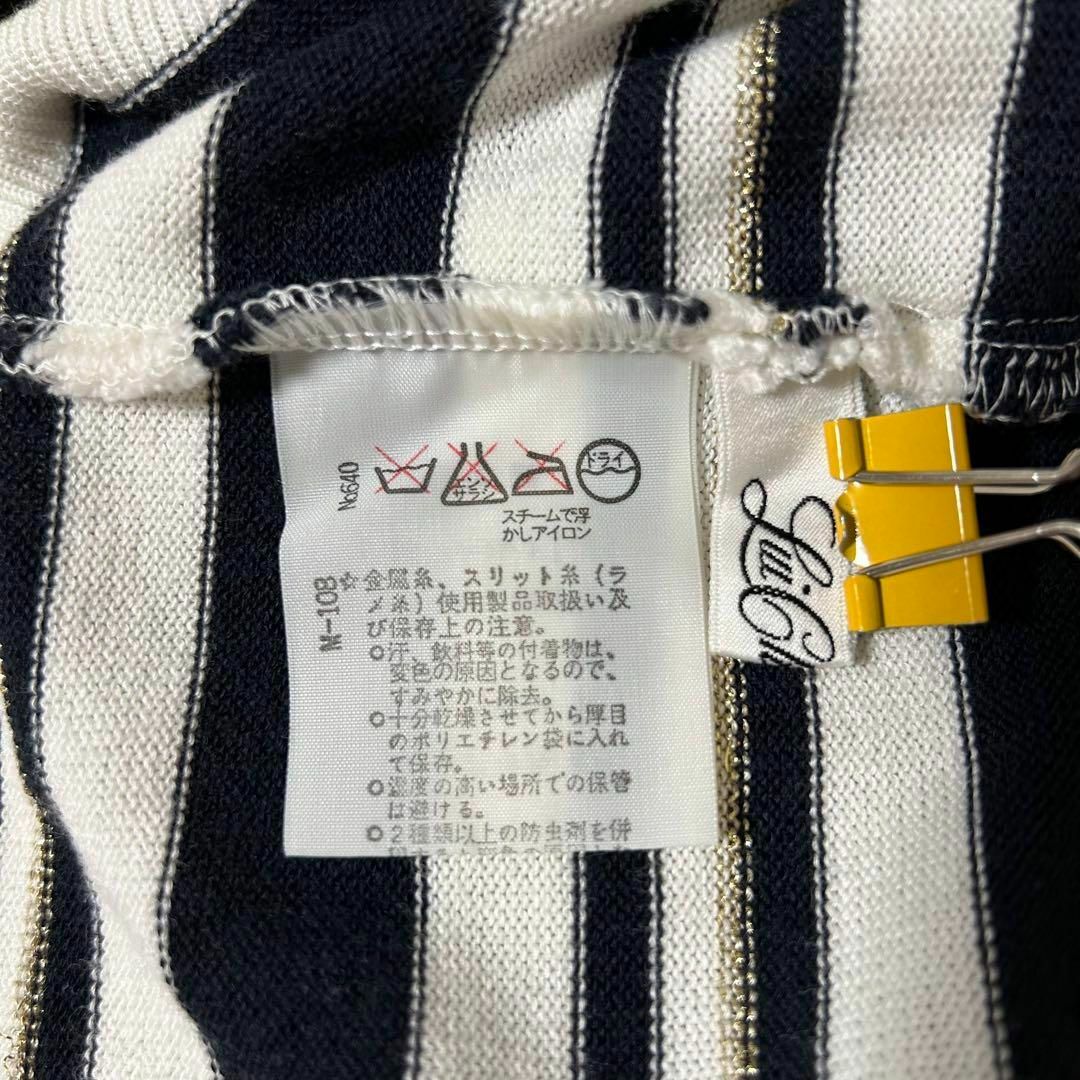 No.640
エンソ
サラシ
ドライ
スチームで浮
かしアイロン
M-10B
☆金属糸、スリット糸（ラ
メ糸）使用製品取扱い及
び保存上の注意。
◎汗、飲料等の付着物は、
変色の原因となるので、
すみやかに除去。
◎十分乾燥させてから厚目
のポリエチレン袋に入れ
て保存。
◎湿度の高い場所での保管
は避ける。
◎2種類以上の防虫剤を併